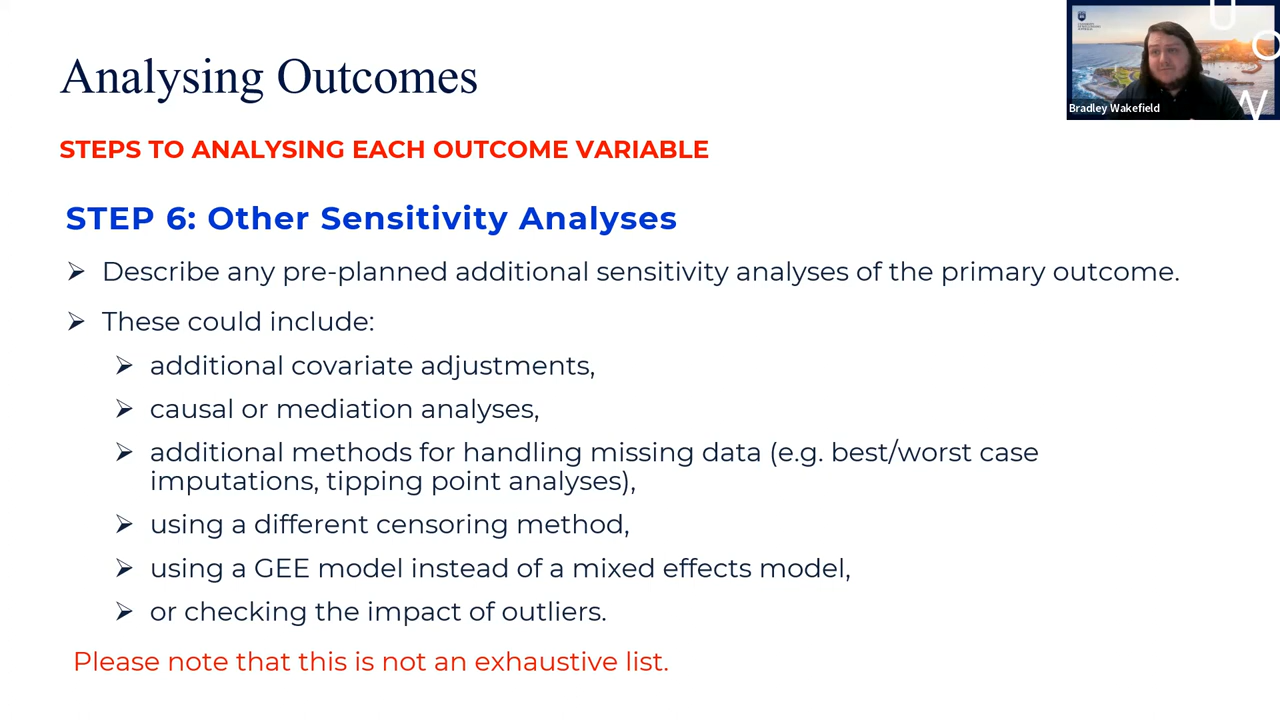 Analysing Outcomes
STEPS TO ANALYSING EACH OUTCOME VARIABLE
STEP 6: Other Sensitivity Analyses
Describe any pre-planned additional sensitivity analyses of the primary outcome.
These could include:
additional covariate adjustments,
causal or mediation analyses,
additional methods for handling missing data (e.g. best/worst case
imputations, tipping point analyses),
using a different censoring method,
using a GEE model instead of a mixed effects model,
or checking the impact of outliers.
Please note that this is not an exhaustive list.
U
O
W
Bradley Wakefield